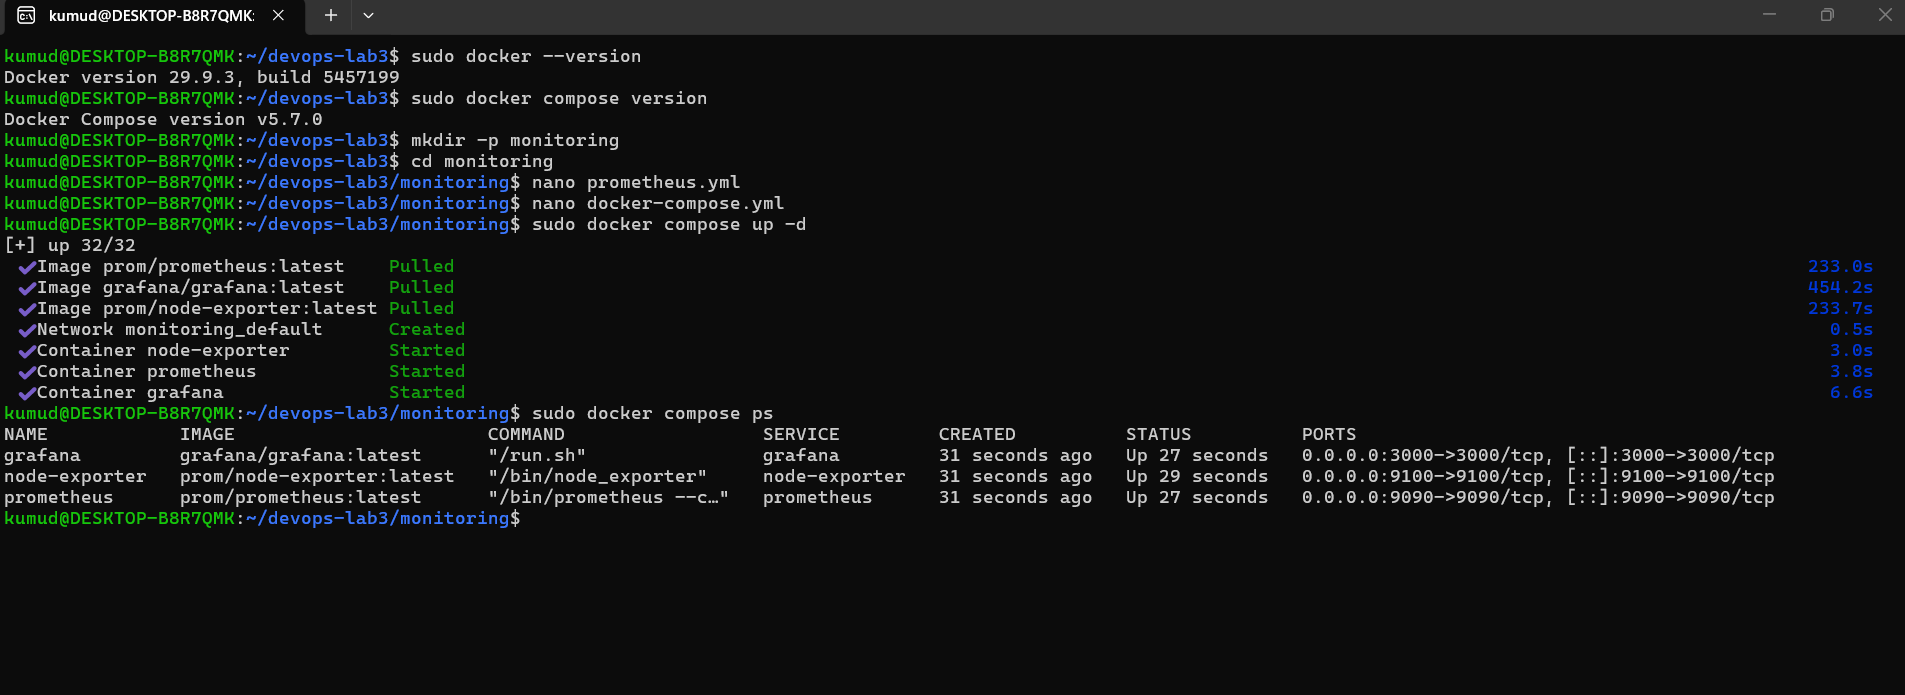 kumud@DESKTOP-B8R7QMK:
kumud@DESKTOP-B8R7QMK:~/devops-lab3$ sudo docker --version
Docker version 29.9.3, build 5457199
kumud@DESKTOP-B8R7QMK:~/devops-lab3$ sudo docker compose version
Docker Compose version v5.7.0
kumud@DESKTOP-B8R7QMK:~/devops-lab3$ mkdir -p monitoring
kumud@DESKTOP-B8R7QMK:~/devops-lab3$ cd monitoring
kumud@DESKTOP-B8R7QMK:~/devops-lab3/monitoring$ nano prometheus.yml
kumud@DESKTOP-B8R7QMK:~/devops-lab3/monitoring$ nano docker-compose.yml
kumud@DESKTOP-B8R7QMK:~/devops-lab3/monitoring$ sudo docker compose up -d
[+] up 32/32
✔Image prom/prometheus:latest Pulled 233.0s
✔Image grafana/grafana:latest Pulled 454.2s
✔Image prom/node-exporter:latest Pulled 233.7s
✔Network monitoring_default Created 0.5s
✔Container node-exporter Started 3.0s
✔Container prometheus Started 3.8s
✔Container grafana Started 6.6s
kumud@DESKTOP-B8R7QMK:~/devops-lab3/monitoring$ sudo docker compose ps
NAME IMAGE COMMAND SERVICE CREATED STATUS PORTS
grafana grafana/grafana:latest "/run.sh" grafana 31 seconds ago Up 27 seconds 0.0.0.0:3000->3000/tcp, [::]:3000->3000/tcp
node-exporter prom/node-exporter:latest "/bin/node_exporter" node-exporter 31 seconds ago Up 29 seconds 0.0.0.0:9100->9100/tcp, [::]:9100->9100/tcp
prometheus prom/prometheus:latest "/bin/prometheus --c…" prometheus 31 seconds ago Up 27 seconds 0.0.0.0:9090->9090/tcp, [::]:9090->9090/tcp
kumud@DESKTOP-B8R7QMK:~/devops-lab3/monitoring$